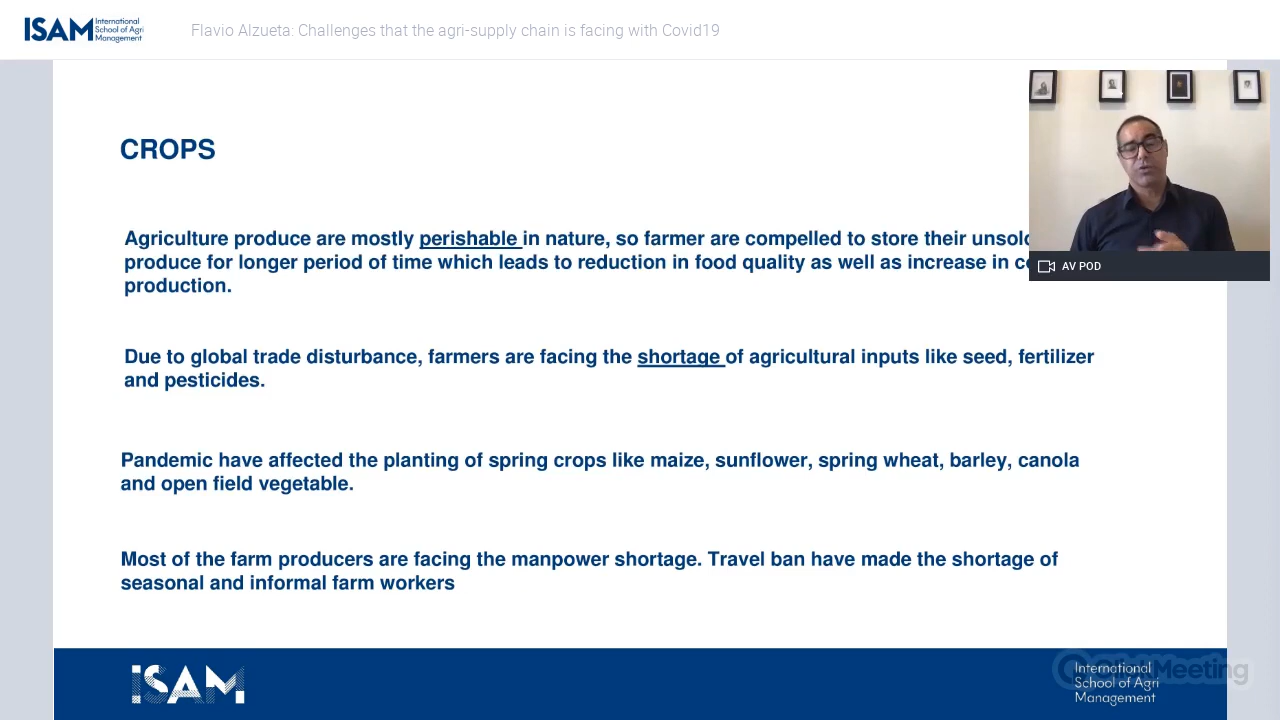 ISAM
International
School of Agri
Management
Flavio Alzueta: Challenges that the agri-supply chain is facing with Covid19
CROPS
Agriculture produce are mostly perishable in nature, so farmer are compelled to store their
produce for longer period of time which leads to reduction in food quality as well as increase in
production.
Due to global trade disturbance, farmers are facing the shortage of agricultural inputs like seed, fertilizer
and pesticides.
Pandemic have affected the planting of spring crops like maize, sunflower, spring wheat, barley, canola
and open field vegetable.
Most of the farm producers are facing the manpower shortage. Travel ban have made the shortage of
seasonal and informal farm workers
AV POD
ISAM
International
School of Agri
Management
ClickMeeting